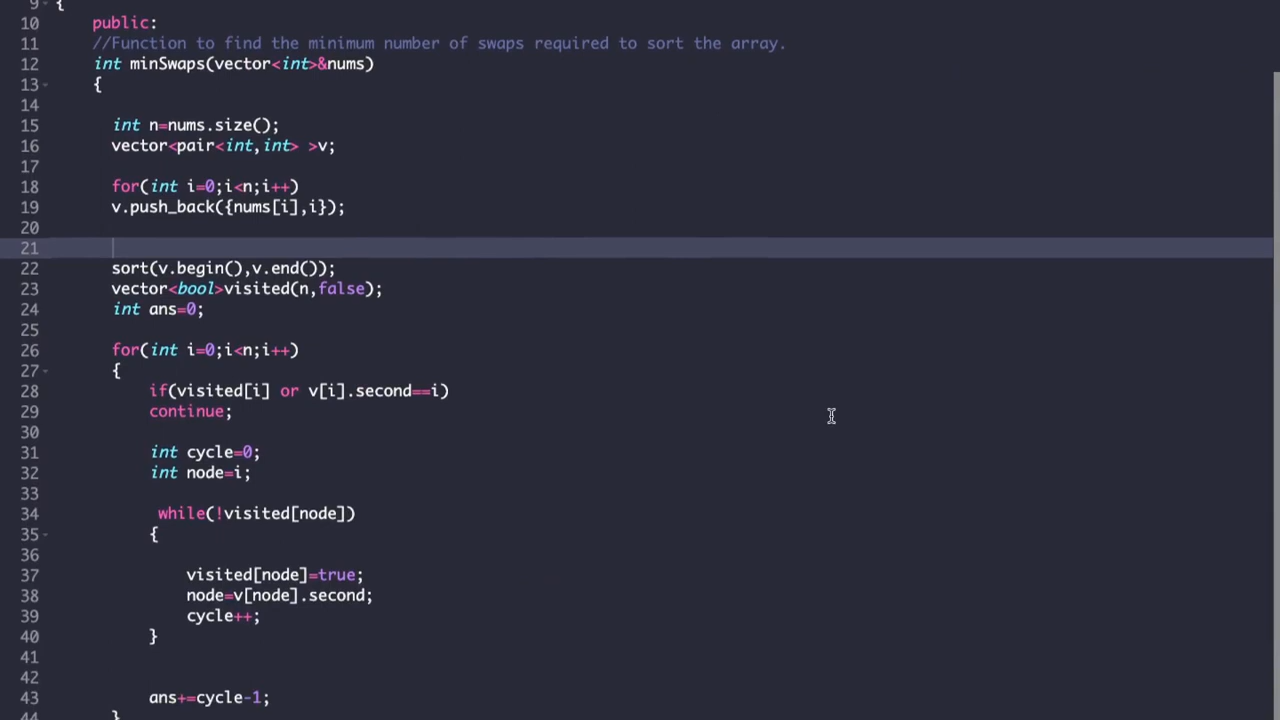 9 {
10 public:
11 //Function to find the minimum number of swaps required to sort the array.
12 int minSwaps(vector<int>&nums)
13 {
14
15 int n=nums.size();
16 vector<pair<int,int> >v;
17
18 for(int i=0;i<n;i++)
19 v.push_back({nums[i],i});
20
21
22 sort(v.begin(),v.end());
23 vector<bool>visited(n,false);
24 int ans=0;
25
26 for(int i=0;i<n;i++)
27 {
28 if(visited[i] or v[i].second==i)
29 continue;
30
31 int cycle=0;
32 int node=i;
33
34 while(!visited[node])
35 {
36
37 visited[node]=true;
38 node=v[node].second;
39 cycle++;
40 }
41
42
43 ans+=cycle-1;
44 }